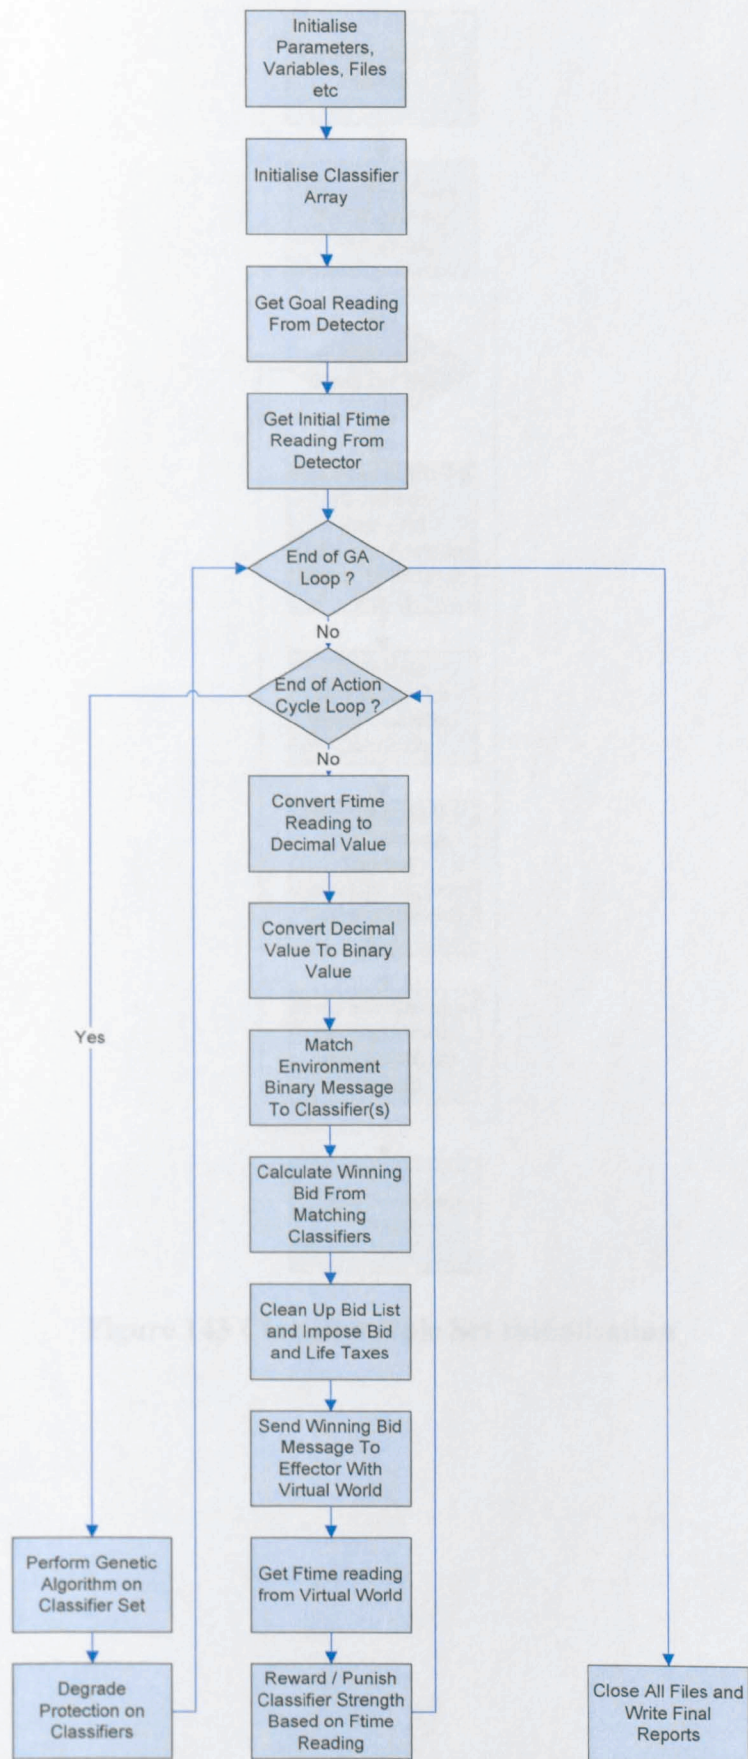 Initialise
Parameters,
Variables, Files
etc
Initialise Classifier
Array
Get Goal Reading
From Detector
Get Initial Ftime
Reading From
Detector
End of GA
Loop ?
No
End of Action
Cycle Loop ?
No
Convert Ftime
Reading to
Decimal Value
Convert Decimal
Value To Binary
Value
Yes
Match
Environment
Binary Message
To Classifier(s)
Calculate Winning
Bid From
Matching
Classifiers
Clean Up Bid List
and Impose Bid
and Life Taxes
Send Winning Bid
Message To
Effector With
Virtual World
Perform Genetic
Algorithm on
Classifier Set
Get Ftime reading
from Virtual World
Degrade
Protection on
Classifiers
Reward / Punish
Classifier Strength
Based on Ftime
Reading
Close All Files and
Write Final
Reports